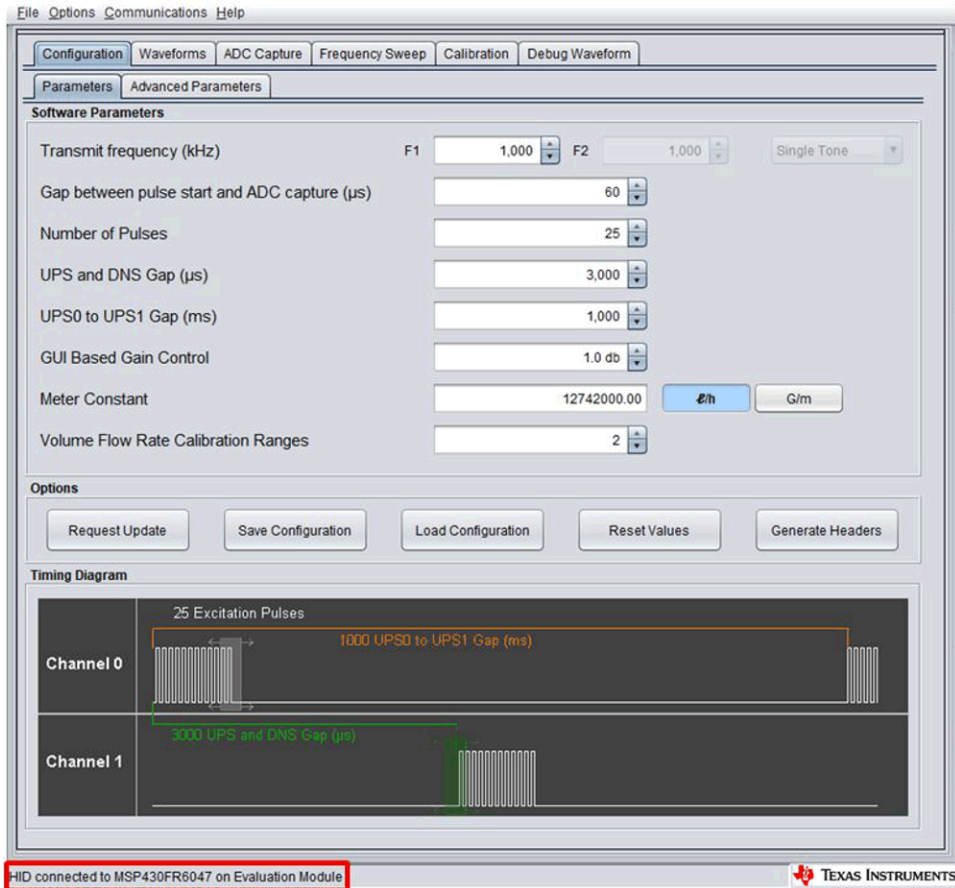 File Options Communications Help
Configuration Waveforms ADC Capture Frequency Sweep Calibration Debug Waveform
Parameters Advanced Parameters
Software Parameters
Transmit frequency (kHz) F1 1,000 F2 1,000 Single Tone
Gap between pulse start and ADC capture (µs) 60
Number of Pulses 25
UPS and DNS Gap (µs) 3,000
UPS0 to UPS1 Gap (ms) 1,000
GUI Based Gain Control 1.0 db
Meter Constant 12742000.00 ℓ/h G/m
Volume Flow Rate Calibration Ranges 2
Options
Request Update Save Configuration Load Configuration Reset Values Generate Headers
Timing Diagram
25 Excitation Pulses
1000 UPS0 to UPS1 Gap (ms)
Channel 0
3000 UPS and DNS Gap (µs)
Channel 1
HID connected to MSP430FR6047 on Evaluation Module TEXAS INSTRUMENTS